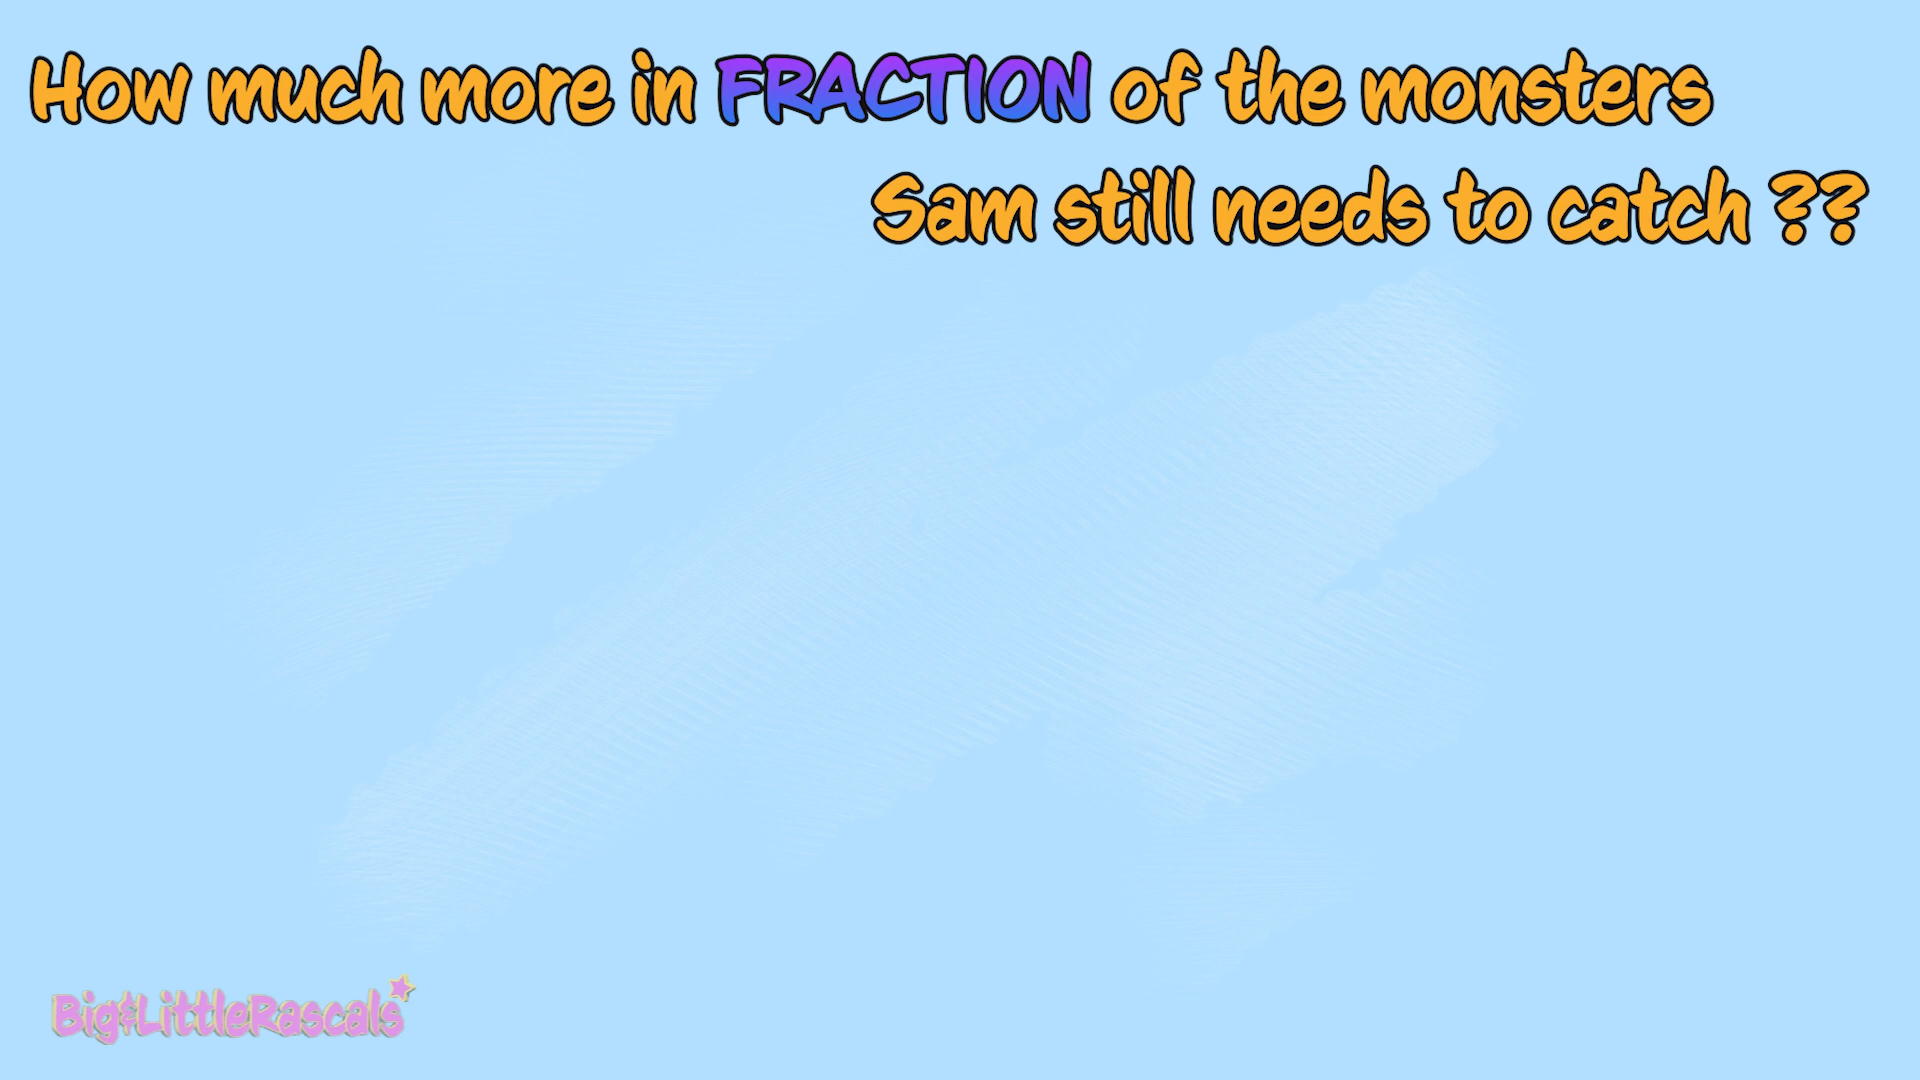 How much more in FRACTION of the monsters
Sam still needs to catch ??
Big&LittleRascals